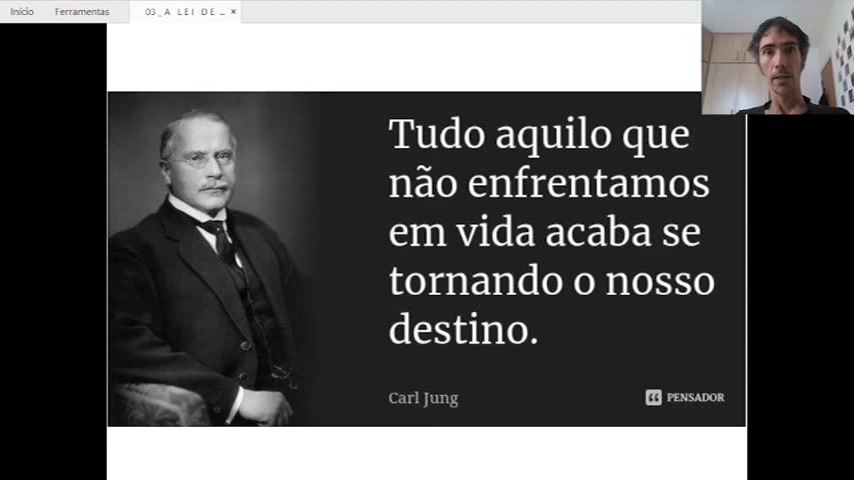 Início Ferramentas 03_A LEI DE ... ×
Tudo aquilo que
não enfrentamos
em vida acaba se
tornando o nosso
destino.
Carl Jung
PENSADOR